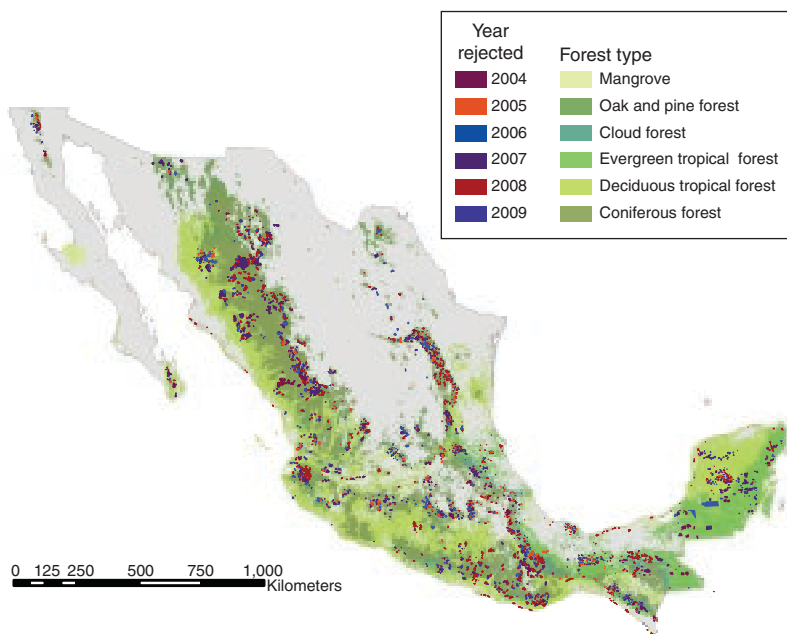 Year
rejected
Forest type
2004 Mangrove
2005 Oak and pine forest
2006 Cloud forest
2007 Evergreen tropical forest
2008 Deciduous tropical forest
2009 Coniferous forest
0 125 250 500 750 1,000
Kilometers